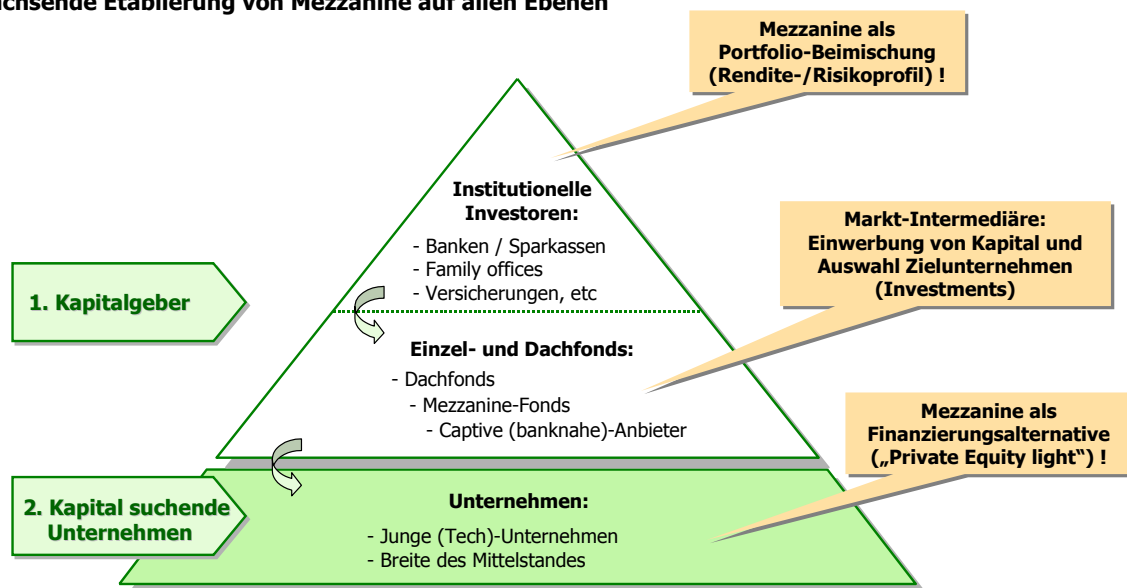 Etablierung von Mezzanine auf allen Ebenen
Mezzanine als
Portfolio-Beimischung
(Rendite-/Risikoprofil) !
Institutionelle
Investoren:
- Banken / Sparkassen
- Family offices
- Versicherungen, etc
Markt-Intermediäre:
Einwerbung von Kapital und
Auswahl Zielunternehmen
(Investments)
1. Kapitalgeber
Einzel- und Dachfonds:
- Dachfonds
- Mezzanine-Fonds
- Captive (banknahe)-Anbieter
Mezzanine als
Finanzierungsalternative
(„Private Equity light“) !
2. Kapital suchende
Unternehmen
Unternehmen:
- Junge (Tech)-Unternehmen
- Breite des Mittelstandes